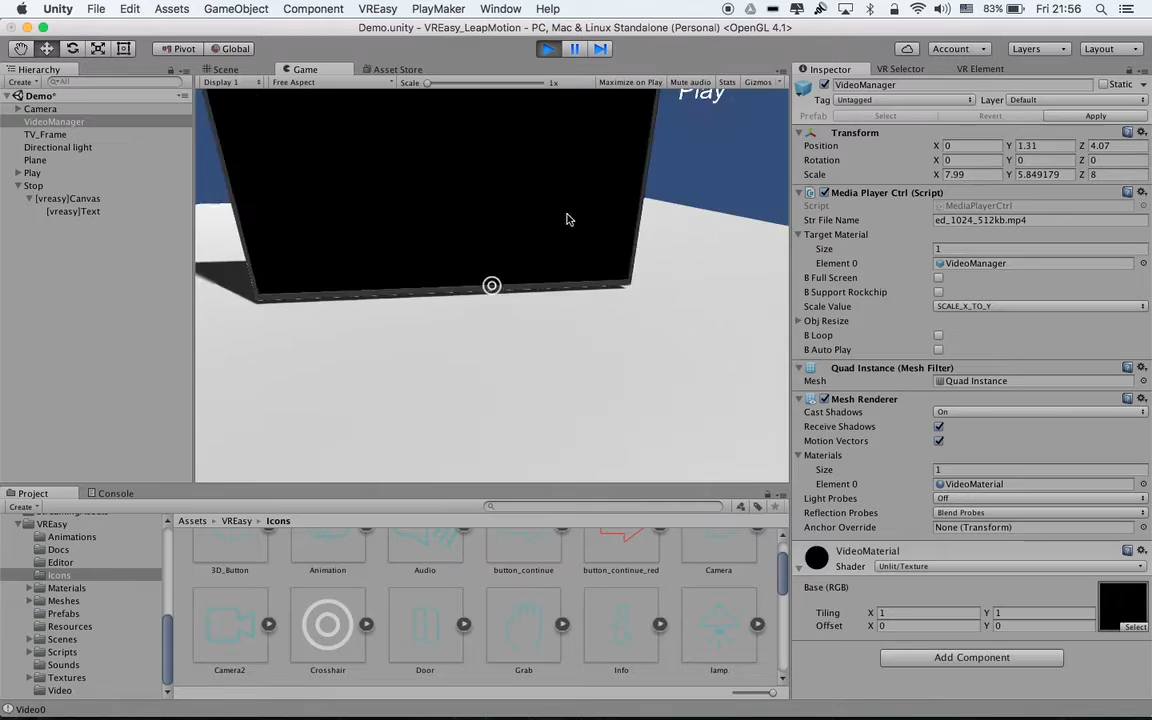 Unity File Edit Assets GameObject Component VREasy PlayMaker Window Help 83% Fri 21:56
Demo.unity - VREasy_LeapMotion - PC, Mac & Linux Standalone (Personal) <OpenGL 4.1>
Pivot Global Account Layers Layout
Hierarchy Scene Game Asset Store Inspector VR Selector VR Element
Create All Display 1 Free Aspect Scale 1x Maximize on Play Mute audio Stats Gizmos VideoManager Static
Demo* Play Tag Untagged Layer Default
Camera Prefab Select Revert Apply
VideoManager
TV_Frame Transform
Directional light Position X 0 Y 1.31 Z 4.07
Plane Rotation X 0 Y 0 Z 0
Play Scale X 7.99 Y 5.849179 Z 8
Stop Media Player Ctrl (Script)
[vreasy]Canvas Script MediaPlayerCtrl
[vreasy]Text Str File Name ed_1024_512kb.mp4
Target Material
Size 1
Element 0 VideoManager
B Full Screen
B Support Rockchip
Scale Value SCALE_X_TO_Y
Obj Resize
B Loop
B Auto Play
Quad Instance (Mesh Filter)
Mesh Quad Instance
Mesh Renderer
Cast Shadows On
Receive Shadows
Motion Vectors
Materials
Size 1
Element 0 VideoMaterial
Light Probes Off
Reflection Probes Blend Probes
Anchor Override None (Transform)
VideoMaterial
Shader Unlit/Texture
Base (RGB)
Tiling X 1 Y 1
Offset X 0 Y 0
Select
Add Component
Project Console
Create
Assets VREasy Icons
VREasy
Animations
Docs
Editor
Icons
Materials
Meshes
Prefabs
Resources
Scenes
Scripts
Sounds
Textures
Video
3D_Button Animation Audio button_continue button_continue_red Camera
Camera2 Crosshair Door Grab Info lamp
Video0